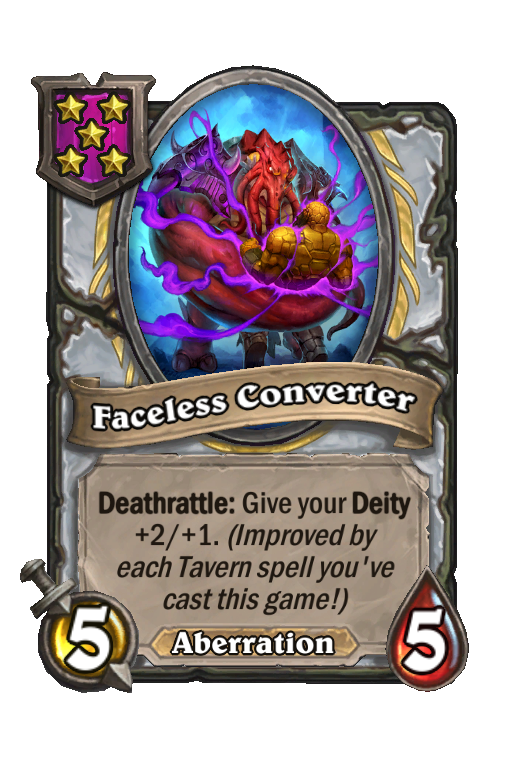 Faceless Converter
Deathrattle: Give your Deity
+2/+1. (Improved by
each Tavern spell you've
cast this game!)
5
Aberration
5